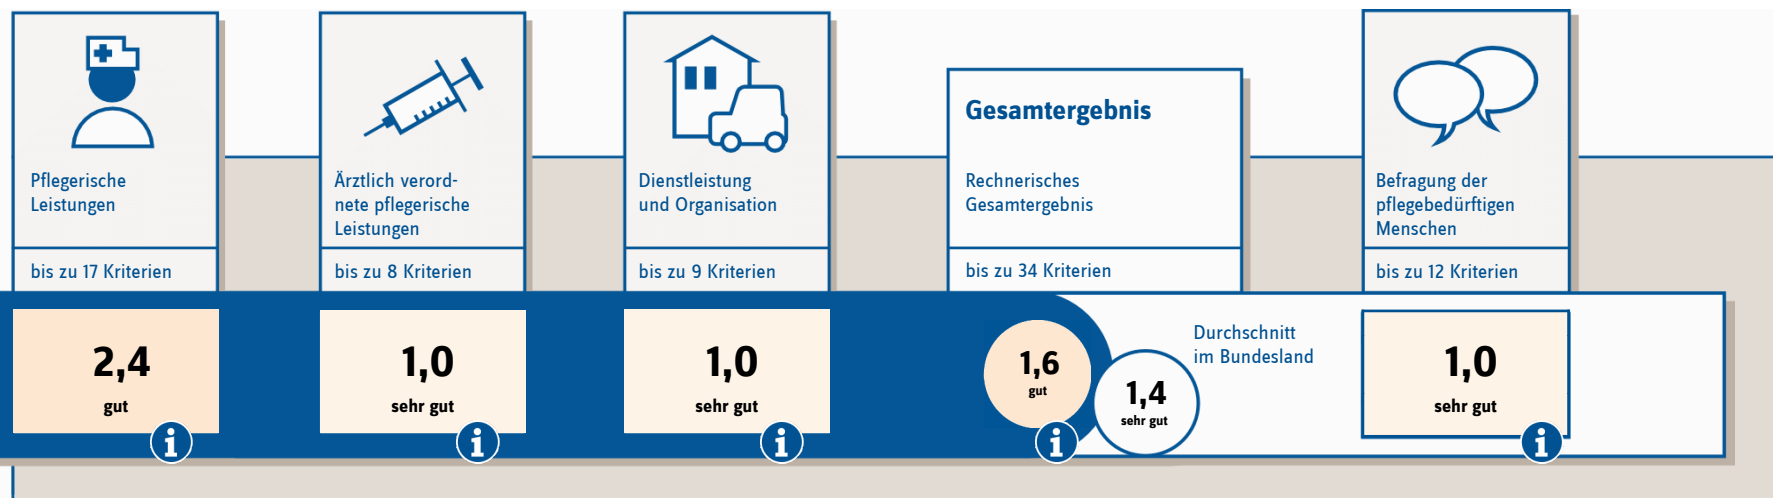 Pflegerische
Leistungen
bis zu 17 Kriterien
2,4
gut
i
Ärztlich verord-
nete pflegerische
Leistungen
bis zu 8 Kriterien
1,0
sehr gut
i
Dienstleistung
und Organisation
bis zu 9 Kriterien
1,0
sehr gut
i
Gesamtergebnis
Rechnerisches
Gesamtergebnis
bis zu 34 Kriterien
1,6
gut
i
Durchschnitt
im Bundesland
1,4
sehr gut
Befragung der
pflegebedürftigen
Menschen
bis zu 12 Kriterien
1,0
sehr gut
i